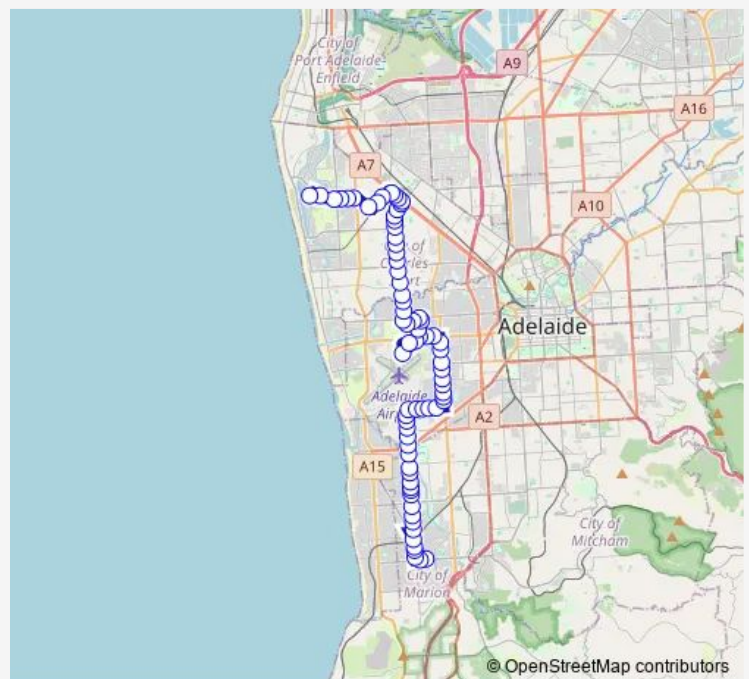 City of
Port Adelaide
Enfield
A9
A16
A7
A10
City of
Charles
Adelaide
Adelaide
A2
A15
City of
Mitcham
City of
Marion
© OpenStreetMap contributors